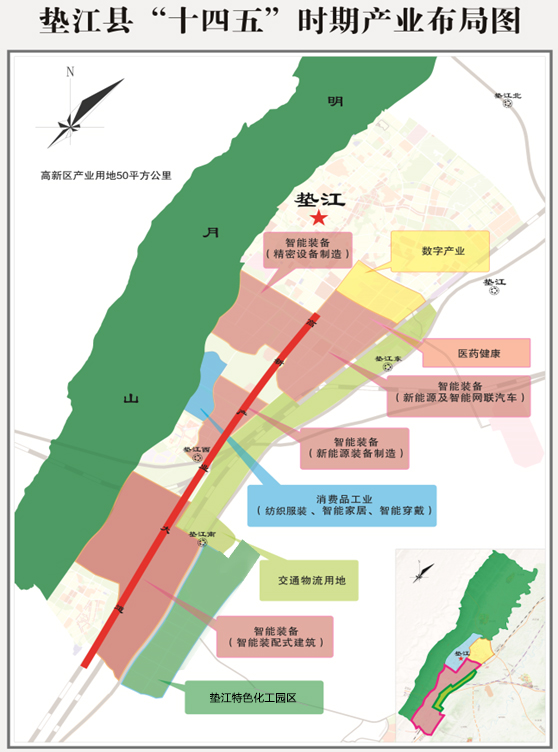 垫江县“十四五”时期产业布局图
N
高新区产业用地50平方公里
明
月
山
垫江北
垫江
智能装备
（精密设备制造）
数字产业
垫江
高新产业大道
垫江东
医药健康
智能装备
（新能源及智能网联汽车）
智能装备
（新能源装备制造）
垫江西
消费品工业
（纺织服装、智能家居、智能穿戴）
垫江南
交通物流用地
智能装备
（智能装配式建筑）
垫江特色化工园区
垫江